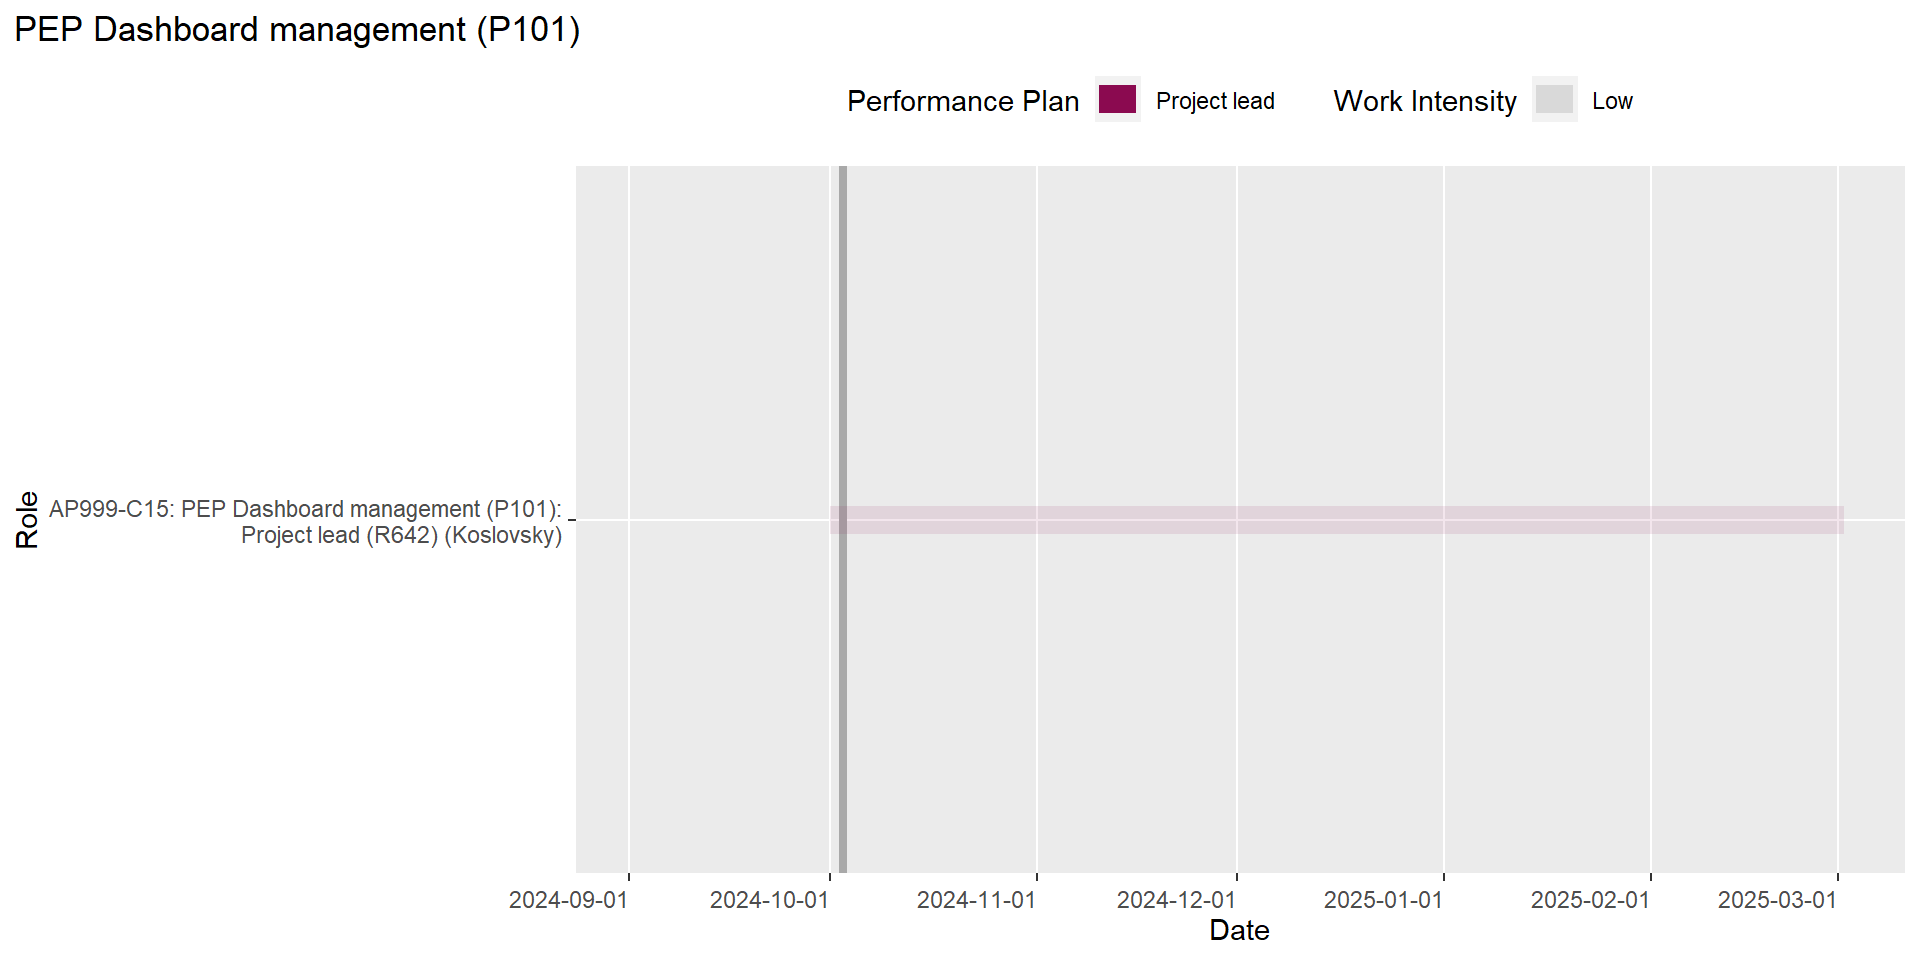 PEP Dashboard management (P101)
Performance Plan Project lead Work Intensity Low
Role
AP999-C15: PEP Dashboard management (P101):
Project lead (R642) (Koslovsky)
2024-09-01 2024-10-01 2024-11-01 2024-12-01 2025-01-01 2025-02-01 2025-03-01
Date